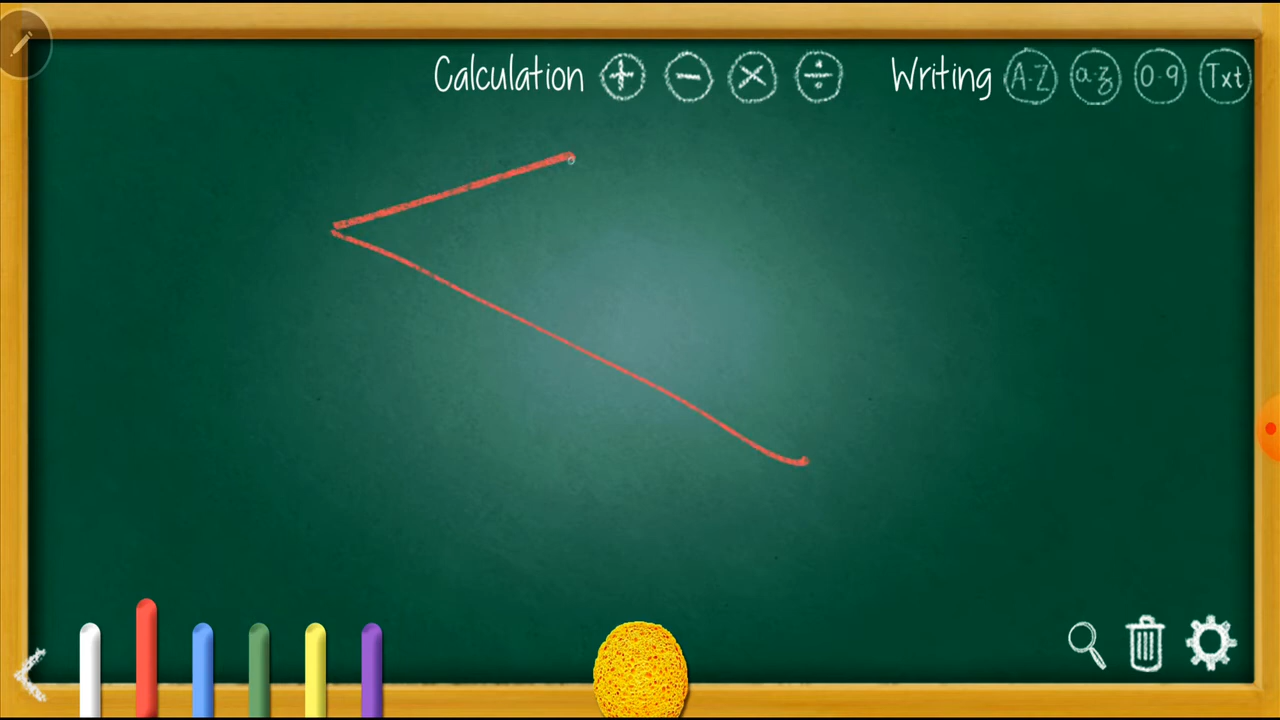 Calculation + − × ÷ Writing A-Z a-z 0-9 Txt